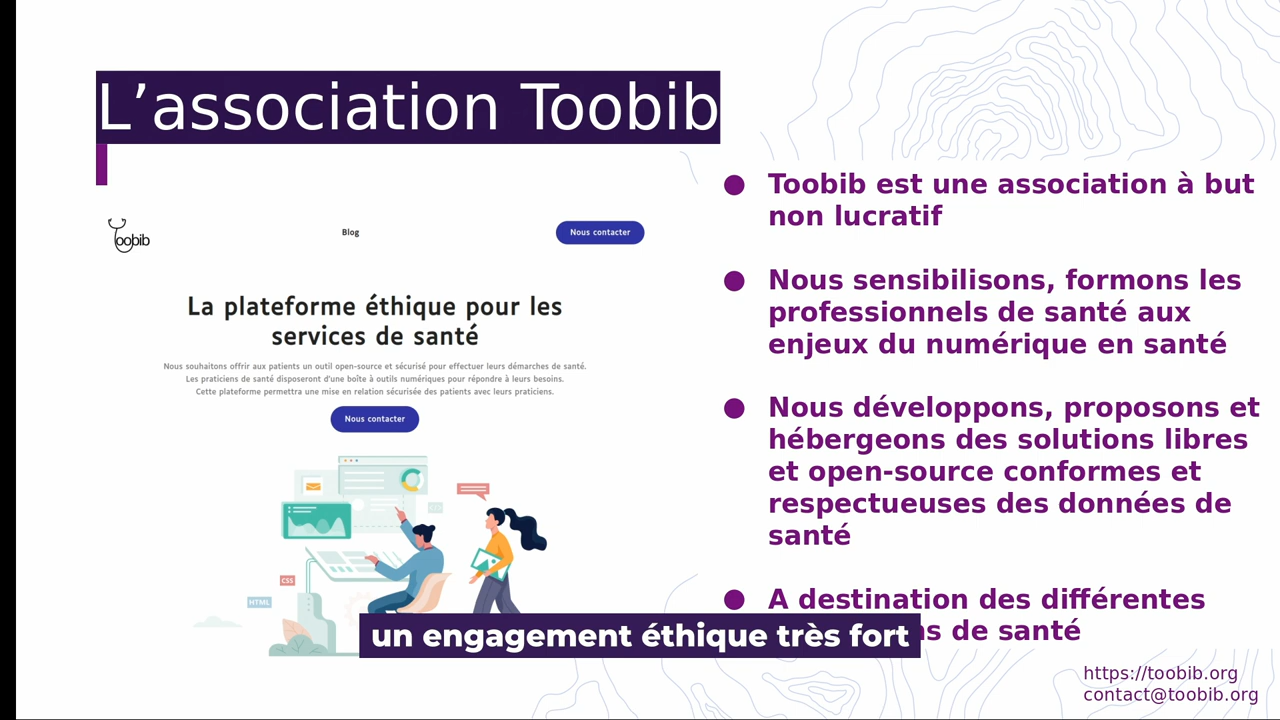 L’association Toobib
Toobib
Blog
Nous contacter
La plateforme éthique pour les
services de santé
Nous souhaitons offrir aux patients un outil open-source et sécurisé pour effectuer leurs démarches de santé.
Les praticiens de santé disposeront d'une boîte à outils numériques pour répondre à leurs besoins.
Cette plateforme permettra une mise en relation sécurisée des patients avec leurs praticiens.
Nous contacter
CSS
HTML
● Toobib est une association à but
non lucratif
● Nous sensibilisons, formons les
professionnels de santé aux
enjeux du numérique en santé
● Nous développons, proposons et
hébergeons des solutions libres
et open-source conformes et
respectueuses des données de
santé
● A destination des différentes
de santé
un engagement éthique très fort
https://toobib.org
contact@toobib.org